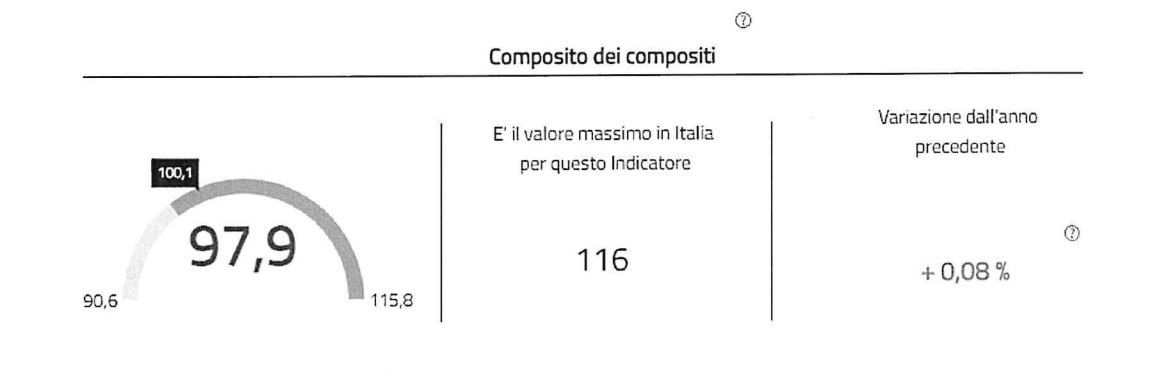 Composito dei compositi
100,1
97,9
90,6
115,8
E' il valore massimo in Italia
per questo Indicatore
116
Variazione dall'anno
precedente
+ 0,08 %